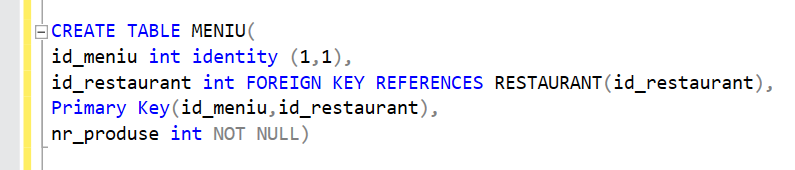 CREATE TABLE MENIU(
id_meniu int identity (1,1),
id_restaurant int FOREIGN KEY REFERENCES RESTAURANT(id_restaurant),
Primary Key(id_meniu,id_restaurant),
nr_produse int NOT NULL)